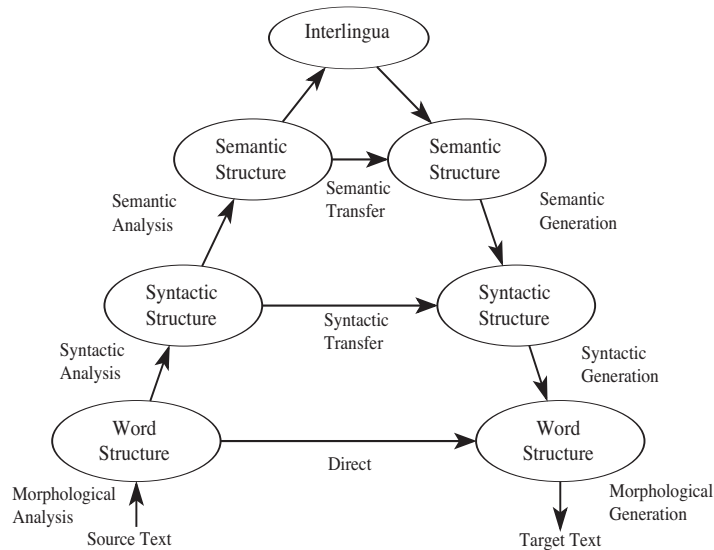 Interlingua
Semantic
Structure
Semantic
Structure
Semantic
Transfer
Semantic
Analysis
Semantic
Generation
Syntactic
Structure
Syntactic
Structure
Syntactic
Transfer
Syntactic
Analysis
Syntactic
Generation
Word
Structure
Word
Structure
Direct
Morphological
Analysis
Morphological
Generation
Source Text
Target Text